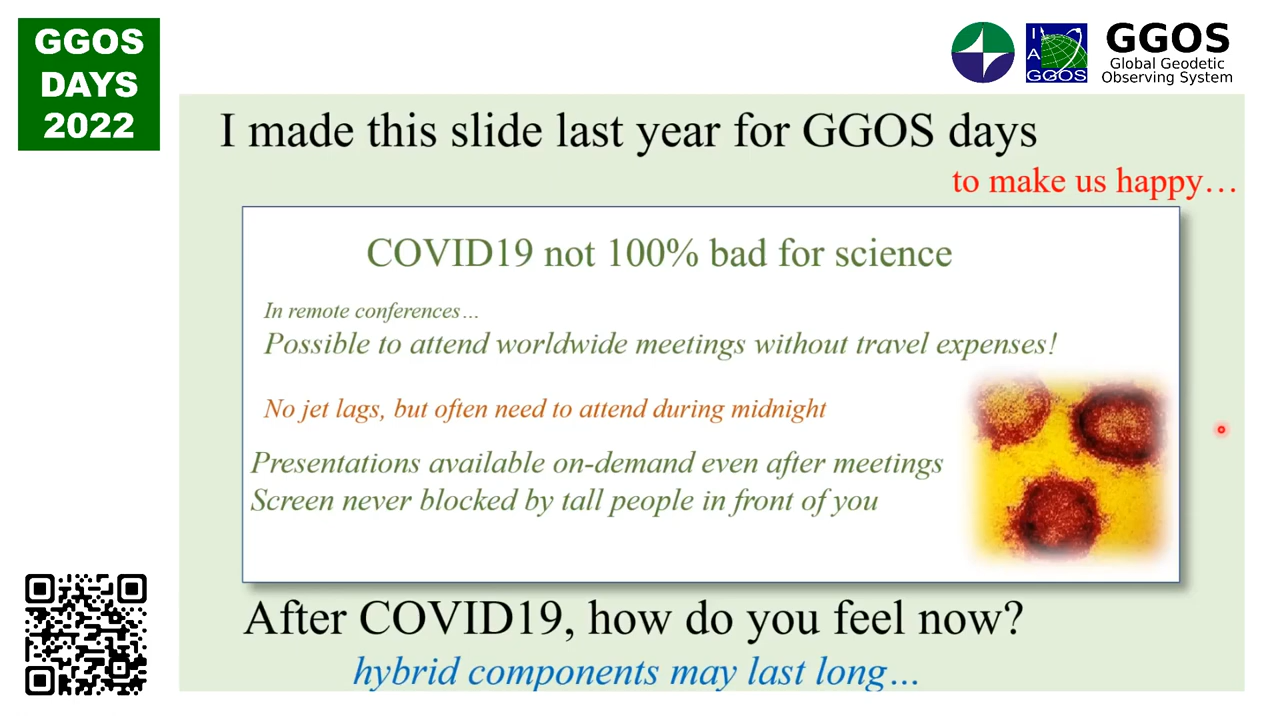 GGOS
DAYS
2022
I
A
GGOS
GGOS
Global Geodetic
Observing System
I made this slide last year for GGOS days
to make us happy…
COVID19 not 100% bad for science
In remote conferences…
Possible to attend worldwide meetings without travel expenses!
No jet lags, but often need to attend during midnight
Presentations available on-demand even after meetings
Screen never blocked by tall people in front of you
After COVID19, how do you feel now?
hybrid components may last long…